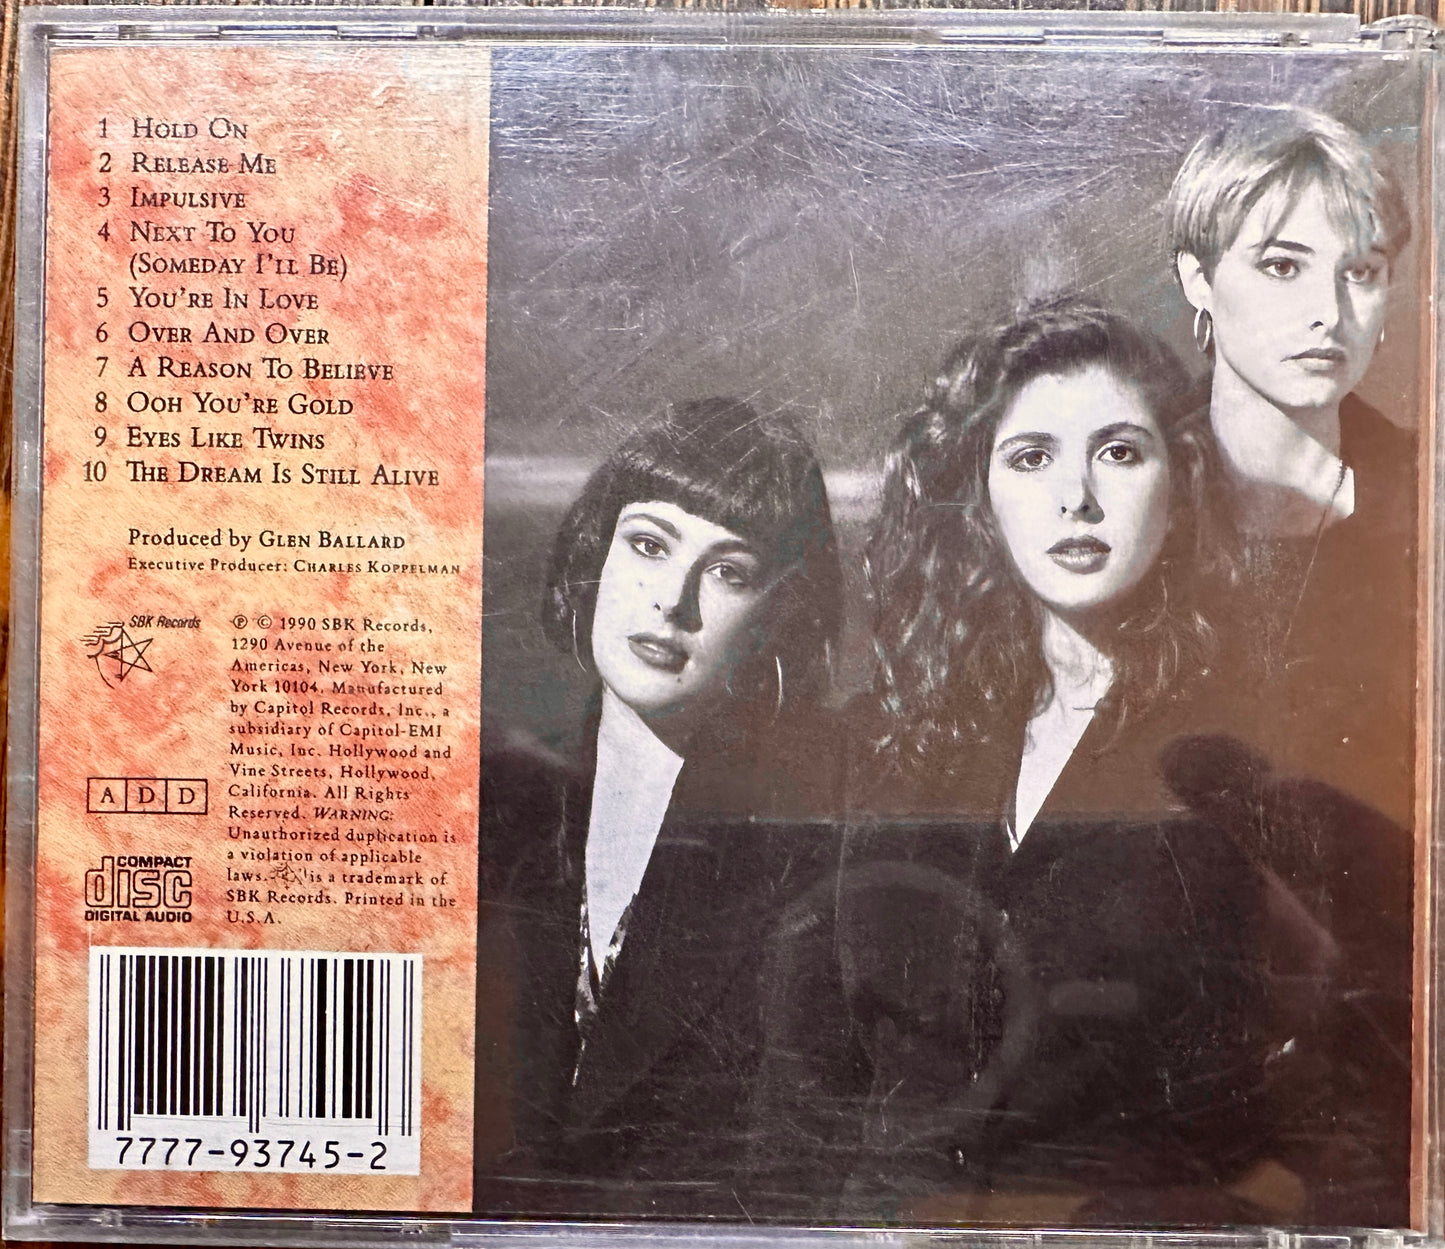 1 Hold On
2 Release Me
3 Impulsive
4 Next To You
(Someday I'll Be)
5 You're In Love
6 Over And Over
7 A Reason To Believe
8 Ooh You're Gold
9 Eyes Like Twins
10 The Dream Is Still Alive
Produced by Glen Ballard
Executive Producer: Charles Koppelman
SBK Records
℗ © 1990 SBK Records,
1290 Avenue of the
Americas, New York, New
York 10104. Manufactured
by Capitol Records, Inc., a
subsidiary of Capitol-EMI
Music, Inc. Hollywood and
Vine Streets, Hollywood,
California. All Rights
Reserved. WARNING:
Unauthorized duplication is
a violation of applicable
laws. is a trademark of
SBK Records. Printed in the
U.S.A.
A D D
COMPACT
disc
DIGITAL AUDIO
7777-93745-2